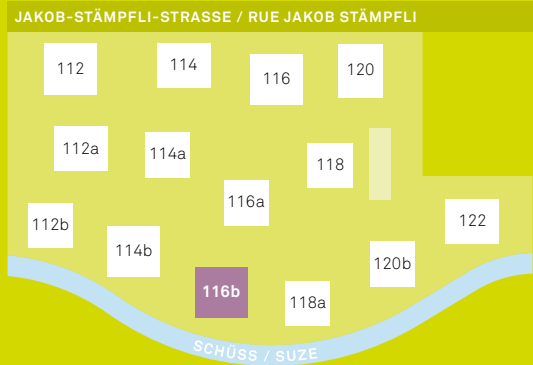 JAKOB-STÄMPFLI-STRASSE / RUE JAKOB STÄMPFLI
112
114
116
120
112a
114a
118
116a
112b
114b
122
120b
116b
118a
SCHÜSS / SUZE